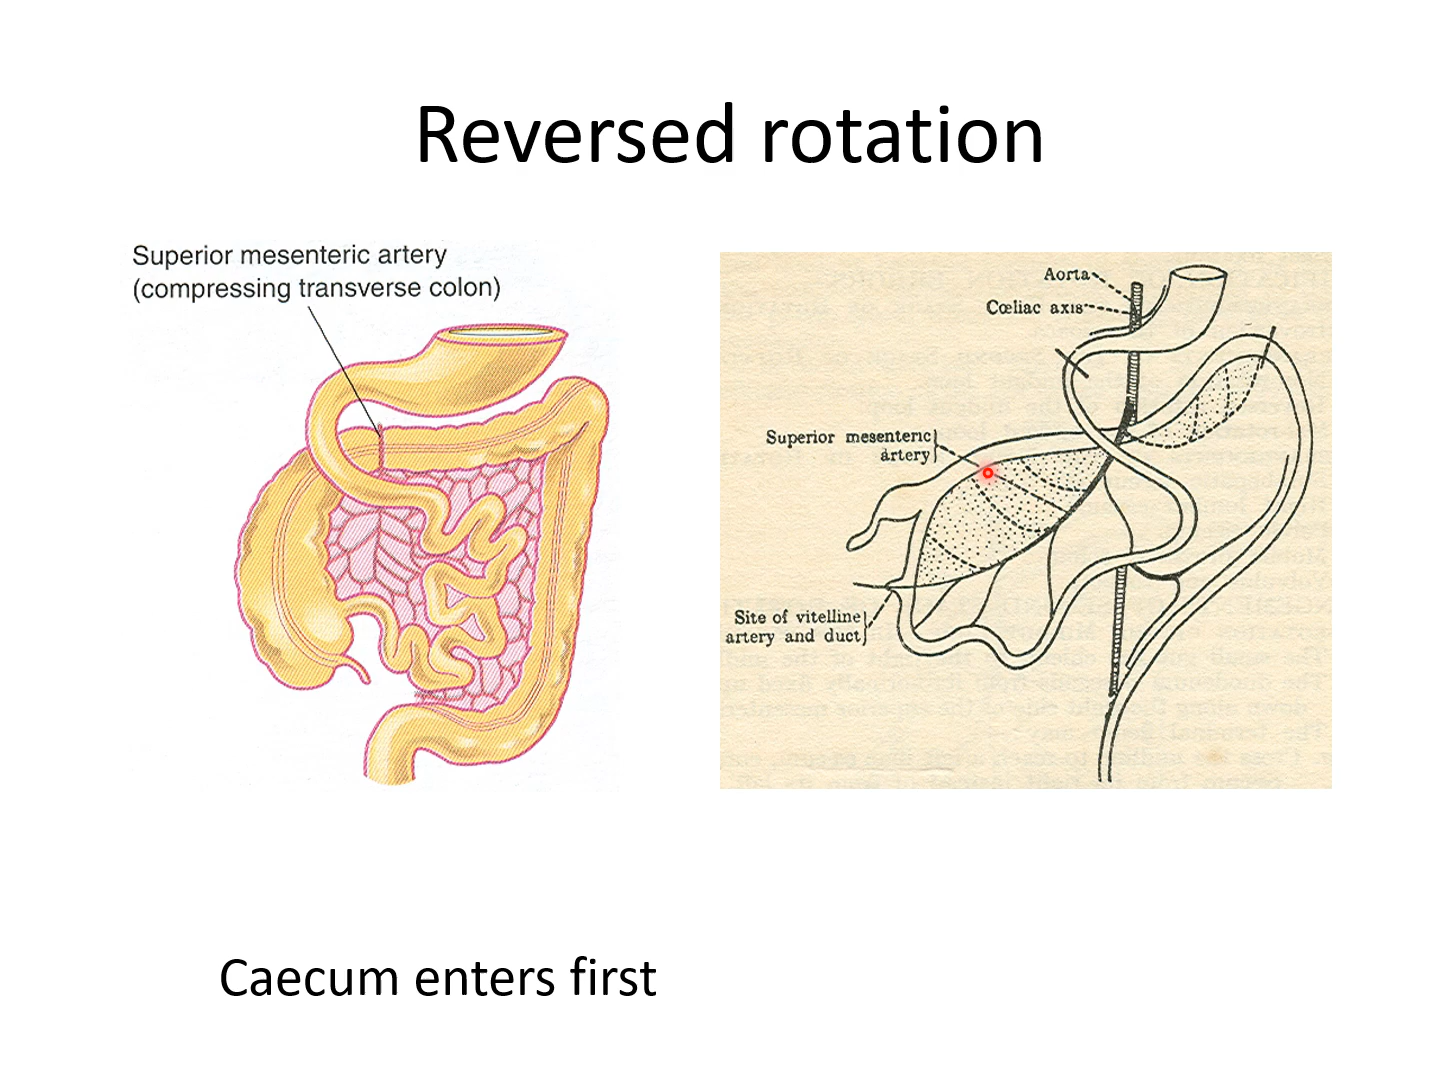 Reversed rotation
Superior mesenteric artery
(compressing transverse colon)
Aorta
Cœliac axis
Superior mesenteric
artery
Site of vitelline
artery and duct
Caecum enters first